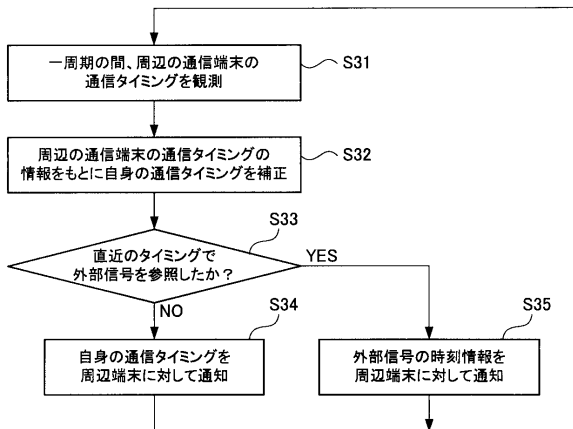 一周期の間、周辺の通信端末の
通信タイミングを観測
S31
周辺の通信端末の通信タイミングの
情報をもとに自身の通信タイミングを補正
S32
S33
直近のタイミングで
外部信号を参照したか？
YES
NO
S34
自身の通信タイミングを
周辺端末に対して通知
S35
外部信号の時刻情報を
周辺端末に対して通知